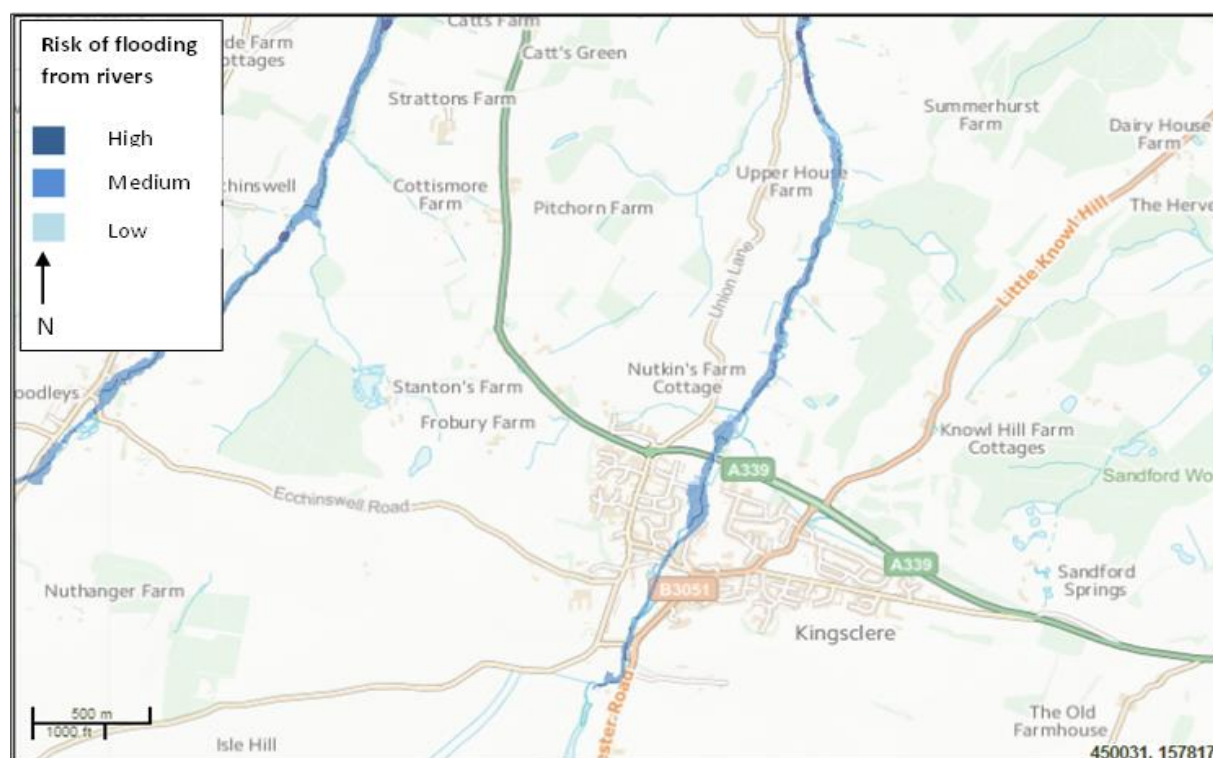 Risk of flooding
from rivers
High
Medium
Low
N
Catts Farm
Catt's Green
Cottages
Strattons Farm
Summerhurst
Farm
Dairy House
Farm
Cottismore
Farm
Pitchorn Farm
Upper House
Farm
The Herve
Union Lane
Little Knowl Hill
Nutkin's Farm
Cottage
Stanton's Farm
Frobury Farm
Knowl Hill Farm
Cottages
A339
Sandford Wo
Ecchinswell Road
A339
Sandford
Springs
Nuthanger Farm
B3051
Kingsclere
ester Road
500 m
1000 ft
Isle Hill
The Old
Farmhouse
450031, 157817